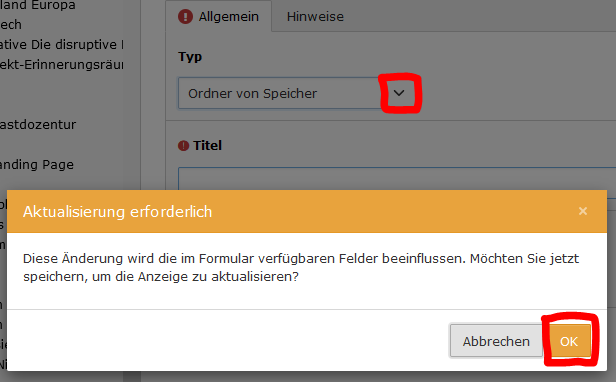 land Europa
ech
ative Die disruptive
ekt-Erinnerungsräu
astdozentur
anding Page
Allgemein
Hinweise
Typ
Ordner von Speicher
Titel
Aktualisierung erforderlich ×
Diese Änderung wird die im Formular verfügbaren Felder beeinflussen. Möchten Sie jetzt
speichern, um die Anzeige zu aktualisieren?
Abbrechen
OK